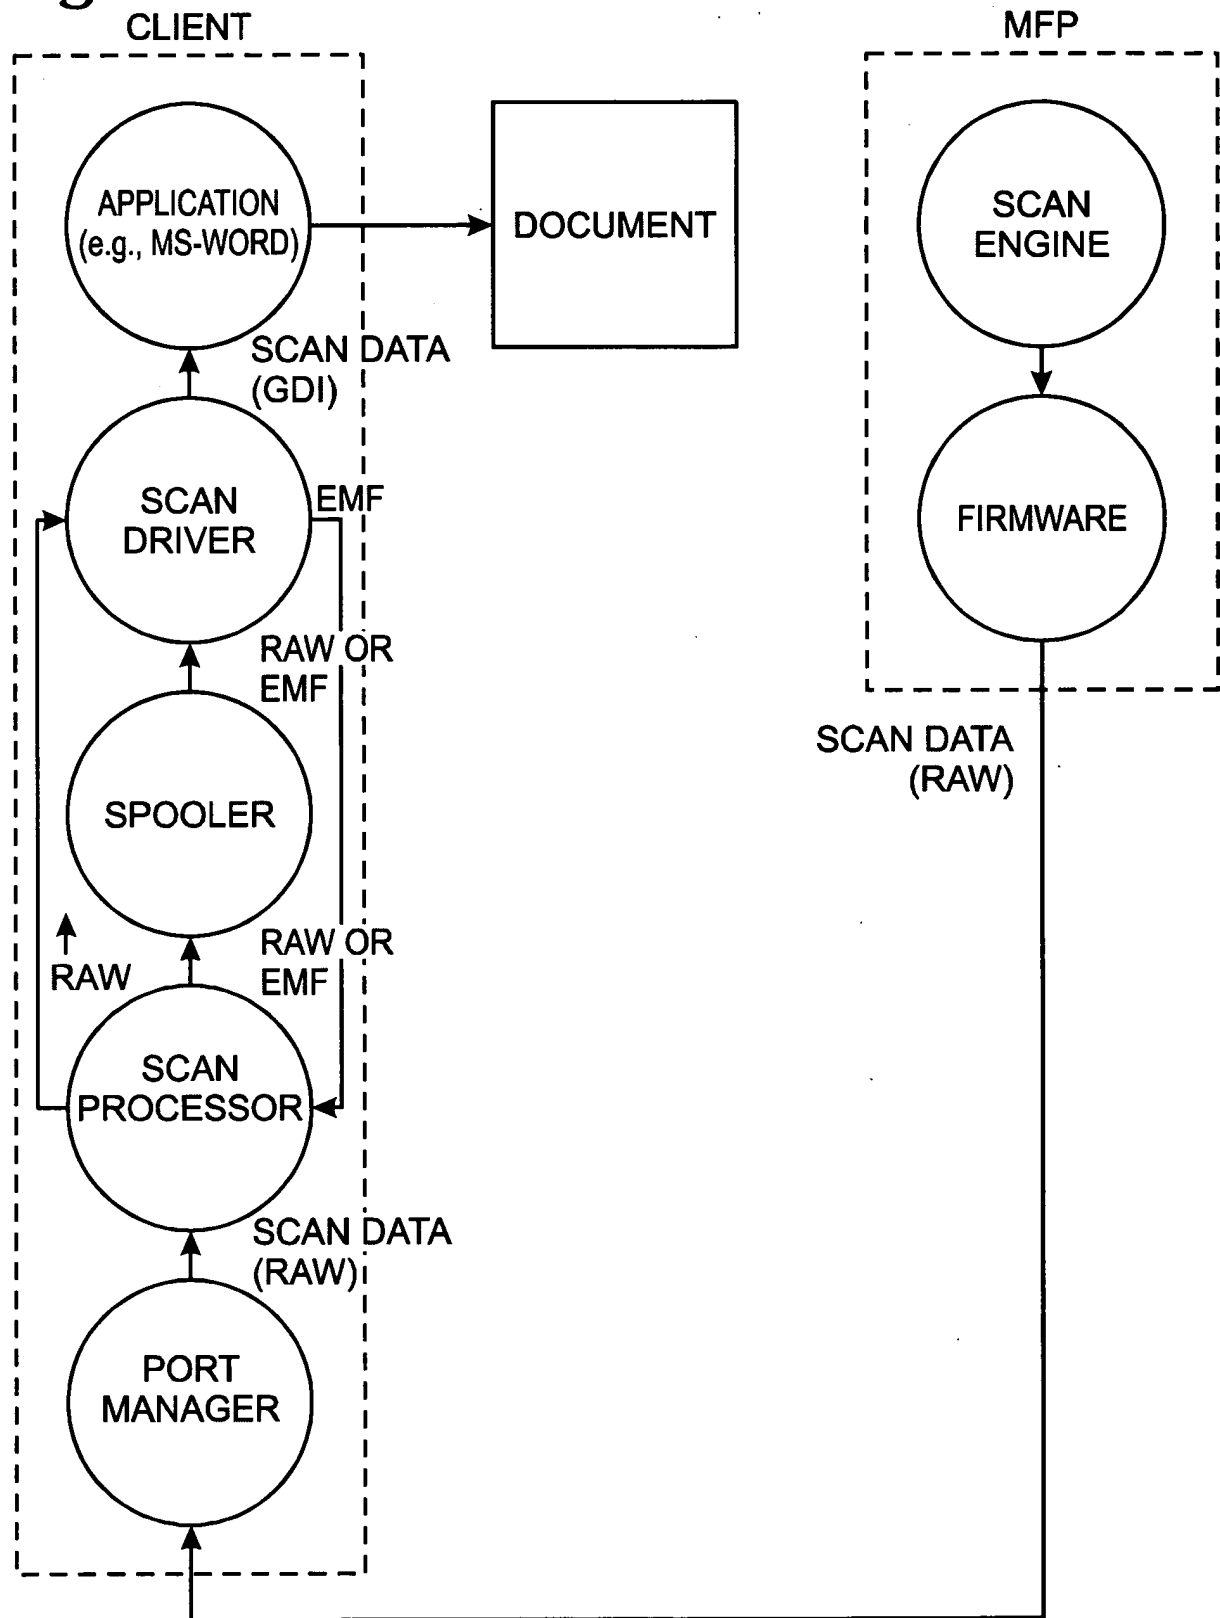 CLIENT
MFP
APPLICATION
(e.g., MS-WORD)
DOCUMENT
SCAN
ENGINE
SCAN DATA
(GDI)
SCAN
DRIVER
EMF
FIRMWARE
RAW OR
EMF
SCAN DATA
(RAW)
SPOOLER
RAW OR
EMF
RAW
SCAN
PROCESSOR
SCAN DATA
(RAW)
PORT
MANAGER